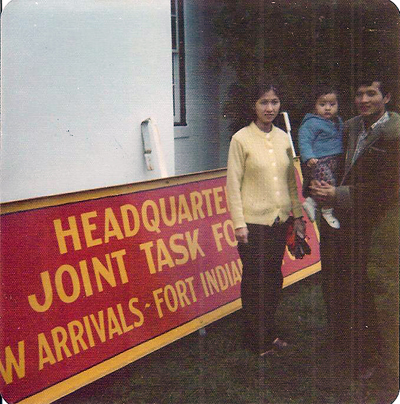 HEADQUARTE
JOINT TASK FO
W ARRIVALS-FORT INDIA